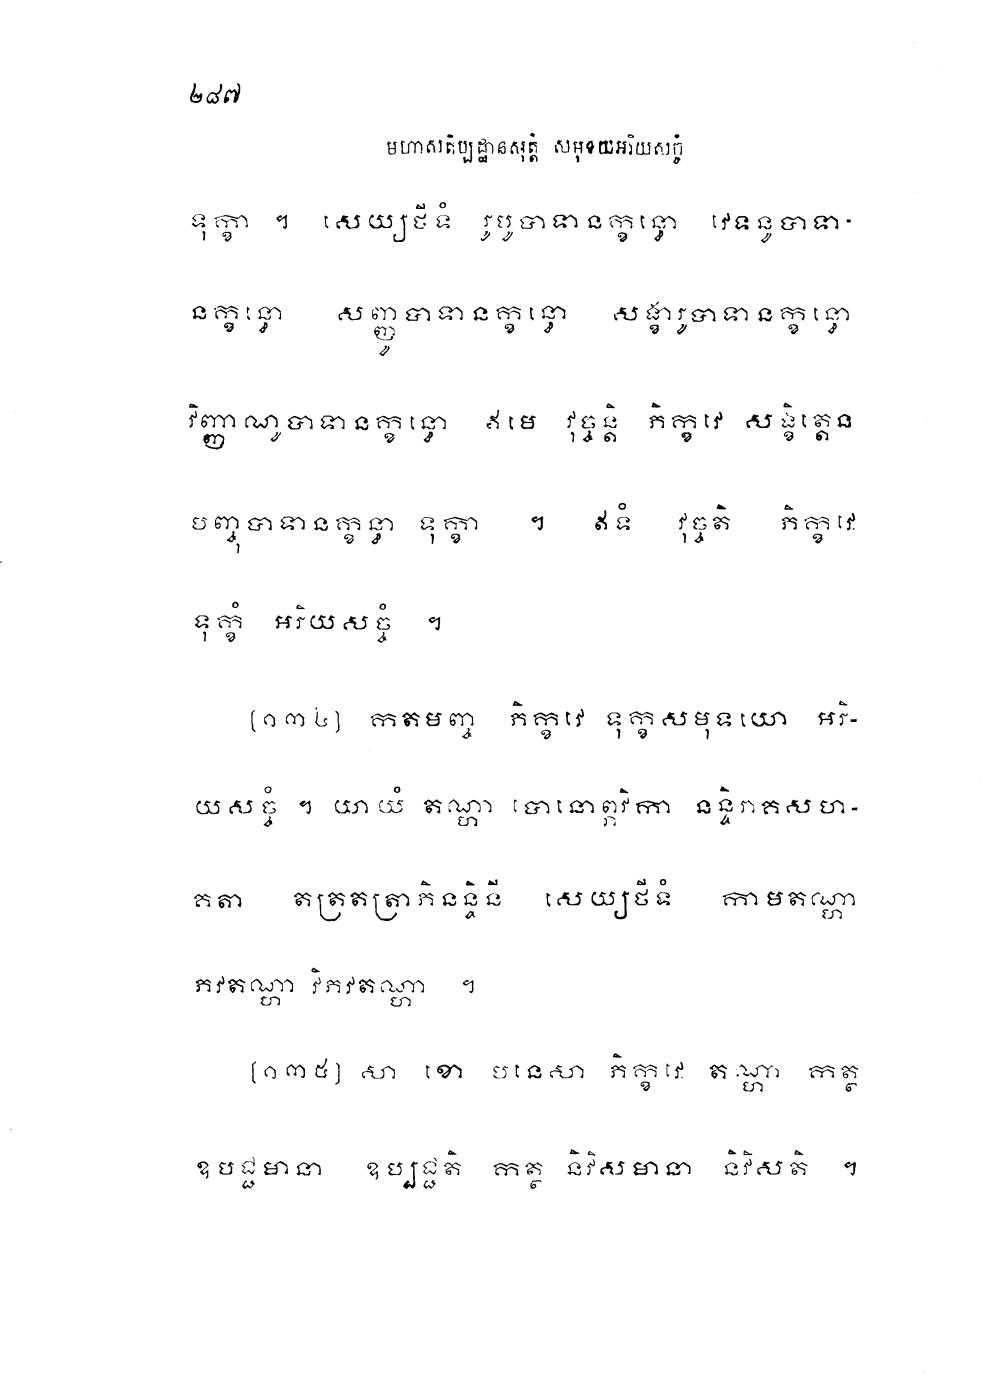 ២៨៧
មហាសតិប្បដ្ឋានសុត្តំ សមុទយអរិយសច្ចំ
ទុក្ខា ។ សេយ្យថីទំ រូបូបាទានក្ខន្ធោ វេទនូបាទា-
នក្ខន្ធោ សញ្ញូបាទានក្ខន្ធោ សង្ខារូបាទានក្ខន្ធោ
វិញ្ញាណូបាទានក្ខន្ធោ ឥមេ វុច្ចន្តិ ភិក្ខវេ សង្ខិត្តេន
បញ្ចុបាទានក្ខន្ធា ទុក្ខា ។ ឥទំ វុច្ចតិ ភិក្ខវេ
ទុក្ខំ អរិយសច្ចំ ។
[១៣៤] កតមញ្ច ភិក្ខវេ ទុក្ខសមុទយោ អរិ-
យសច្ចំ ។ យាយំ តណ្ហា បោនោព្ភវិកា នន្ទិរាគសហ-
គតា តត្រតត្រាភិនន្ទិនី សេយ្យថីទំ កាមតណ្ហា
ភវតណ្ហា វិភវតណ្ហា ។
[១៣៥] សា ខោ បនេសា ភិក្ខវេ តណ្ហា កត្ថ
ឧបជ្ជមានា ឧប្បជ្ជតិ កត្ថ និវិសមានា និវិសតិ ។